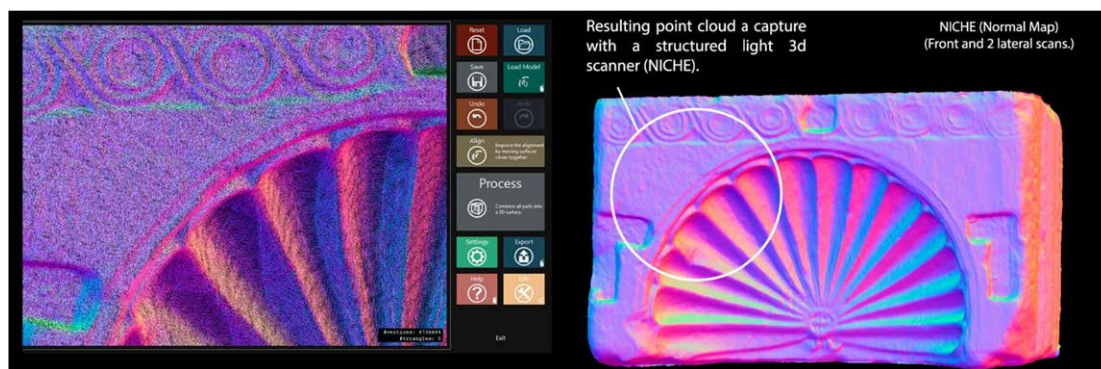 Reset Load
Save Load Model
Undo
Align Improve the alignment
by moving surfaces
closer together
Process
Combine all parts into
a 3D surface
Settings Export
Help
Exit
#triangles: 0
Resulting point cloud a capture
with a structured light 3d
scanner (NICHE).
NICHE (Normal Map)
(Front and 2 lateral scans.)